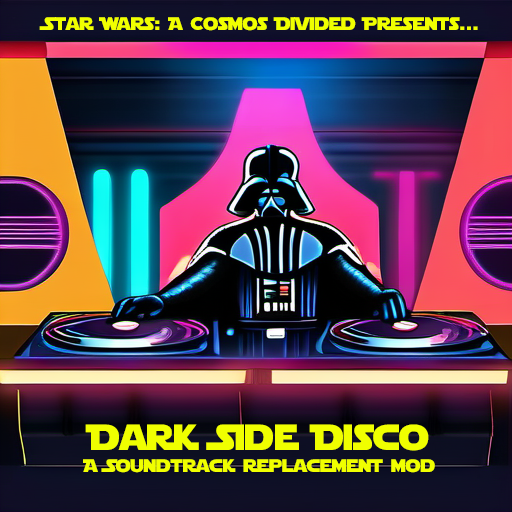 Star Wars: A Cosmos Divided Presents...
Dark Side Disco
A Soundtrack Replacement Mod